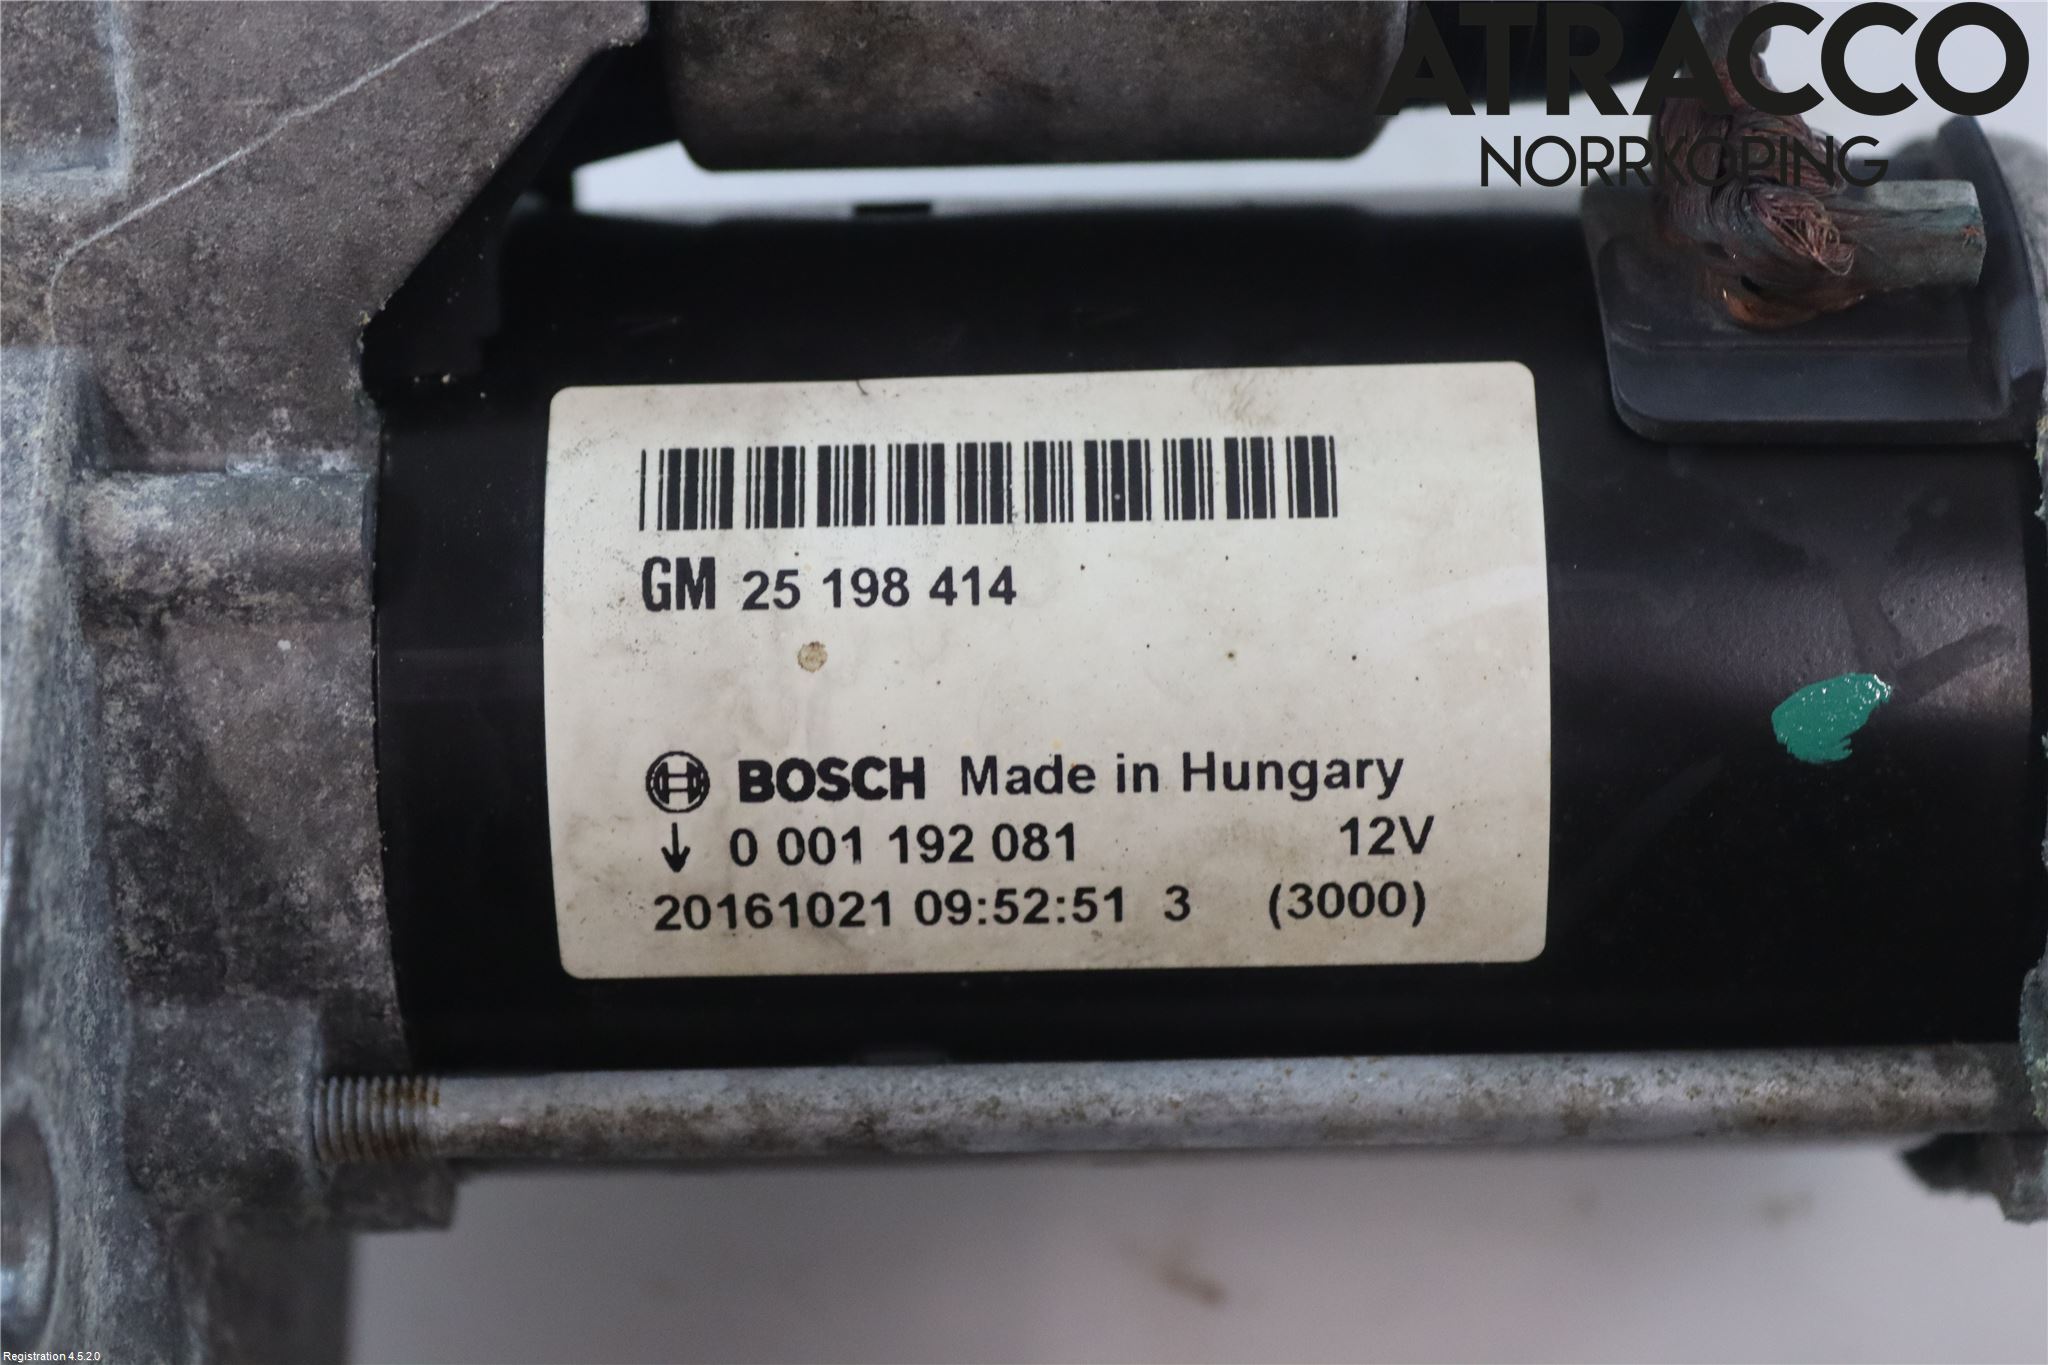 ATRACCO
NORRKÖPING
GM 25 198 414
BOSCH Made in Hungary
↓ 0 001 192 081 12V
20161021 09:52:51 3 (3000)
Registration 4.5.2.0